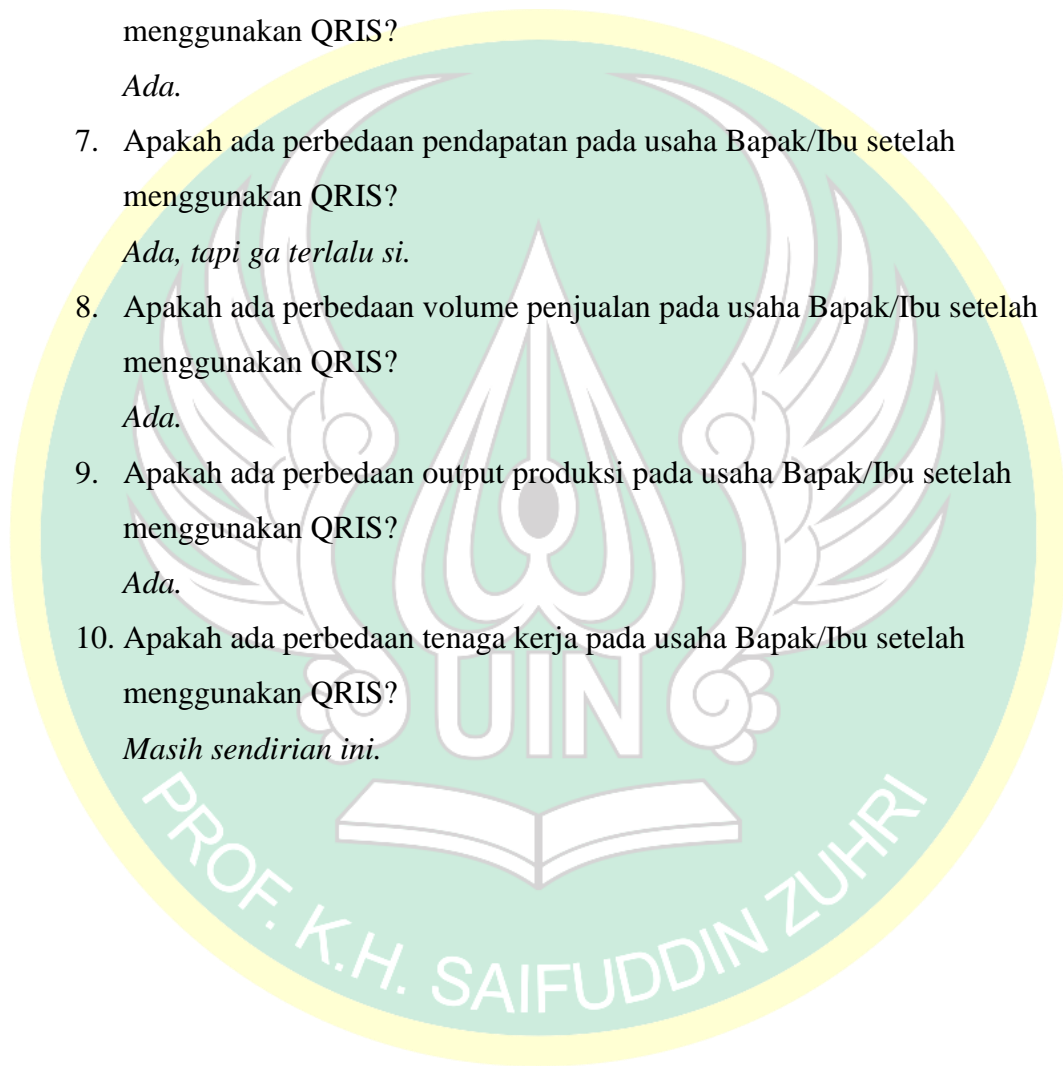 menggunakan QRIS?
Ada.
7. Apakah ada perbedaan pendapatan pada usaha Bapak/Ibu setelah
menggunakan QRIS?
Ada, tapi ga terlalu si.
8. Apakah ada perbedaan volume penjualan pada usaha Bapak/Ibu setelah
menggunakan QRIS?
Ada.
9. Apakah ada perbedaan output produksi pada usaha Bapak/Ibu setelah
menggunakan QRIS?
Ada.
10. Apakah ada perbedaan tenaga kerja pada usaha Bapak/Ibu setelah
menggunakan QRIS?
Masih sendirian ini.
UIN
PROF. K.H. SAIFUDDIN ZUHRI